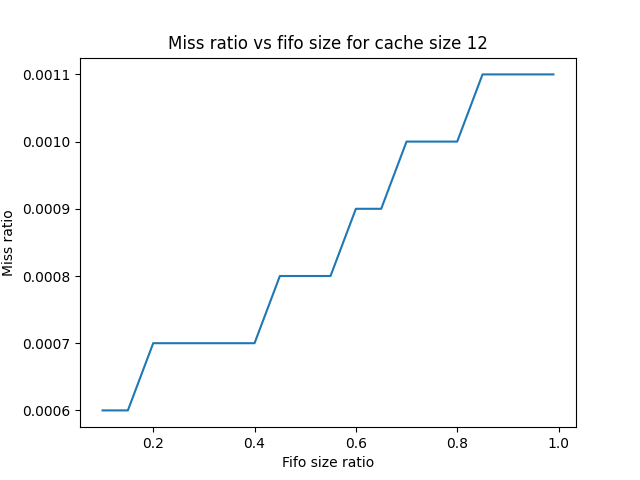 Miss ratio vs fifo size for cache size 12
0.0011
0.0010
0.0009
0.0008
0.0007
0.0006
Miss ratio
0.2 0.4 0.6 0.8 1.0
Fifo size ratio